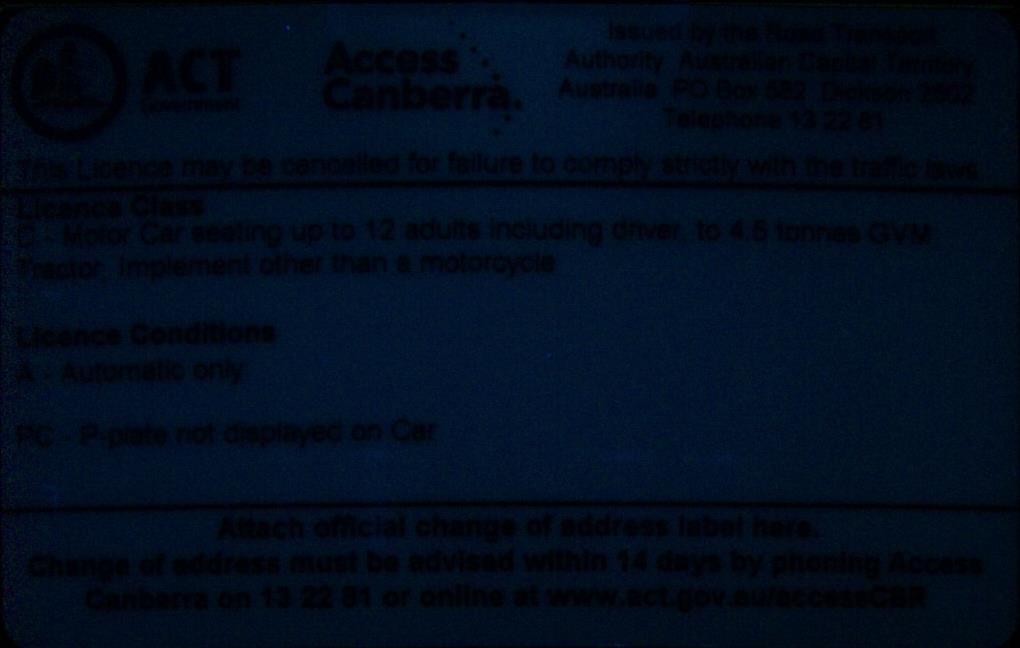 ACT
Government
Access
Canberra.
Issued by the Road Transport
Authority Australian Capital Territory
Australia PO Box 582 Dickson 2602
Telephone 13 22 81
This Licence may be cancelled for failure to comply strictly with the traffic laws
Licence Class
C - Motor Car seating up to 12 adults including driver, to 4.5 tonnes GVM,
Tractor, Implement other than a motorcycle
Licence Conditions
A - Automatic only
PC - P-plate not displayed on Car
Attach official change of address label here.
Change of address must be advised within 14 days by phoning Access
Canberra on 13 22 81 or online at www.act.gov.au/accessCBR